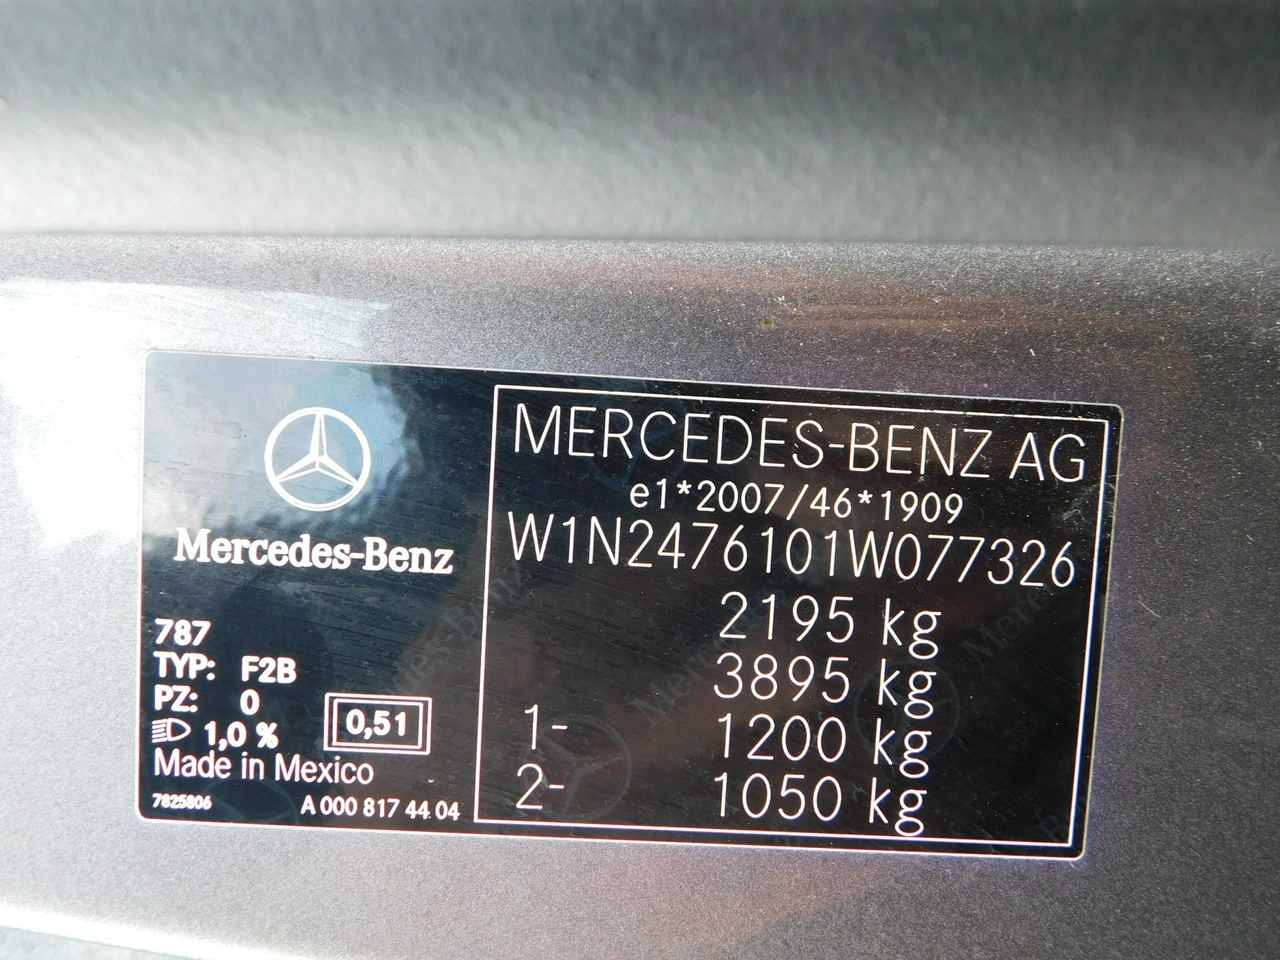 Mercedes-Benz
787
TYP: F2B
PZ: 0
1,0 %
0,51
Made in Mexico
7825806
A 000 817 44 04
MERCEDES-BENZ AG
e1*2007/46*1909
W1N2476101W077326
2195 kg
3895 kg
1- 1200 kg
2- 1050 kg